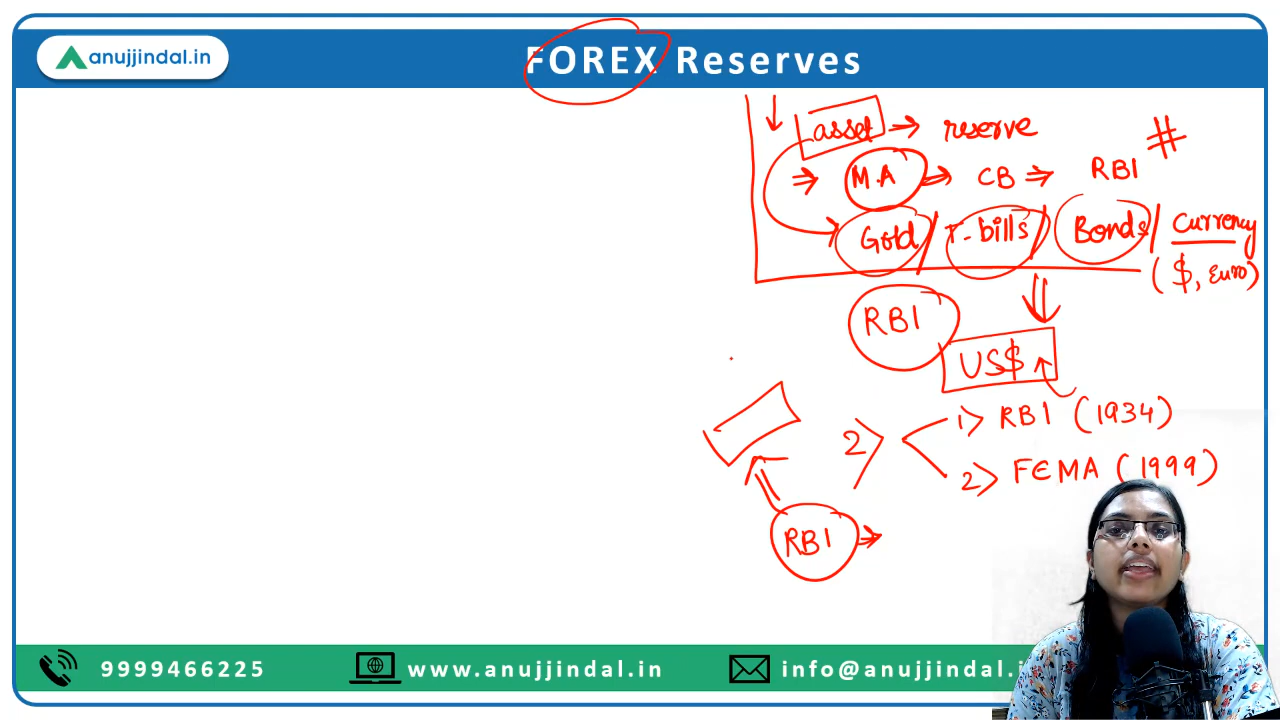 anujjindal.in
FOREX Reserves
asset → reserve #
⇒ M.A ⇒ CB ⇒ RBI
Gold / T-bills / Bonds / Currency
($, Euro)
RBI
US$
2> 1> RBI (1934)
2> FEMA (1999)
RBI →
9999466225 www.anujjindal.in info@anujjindal.i